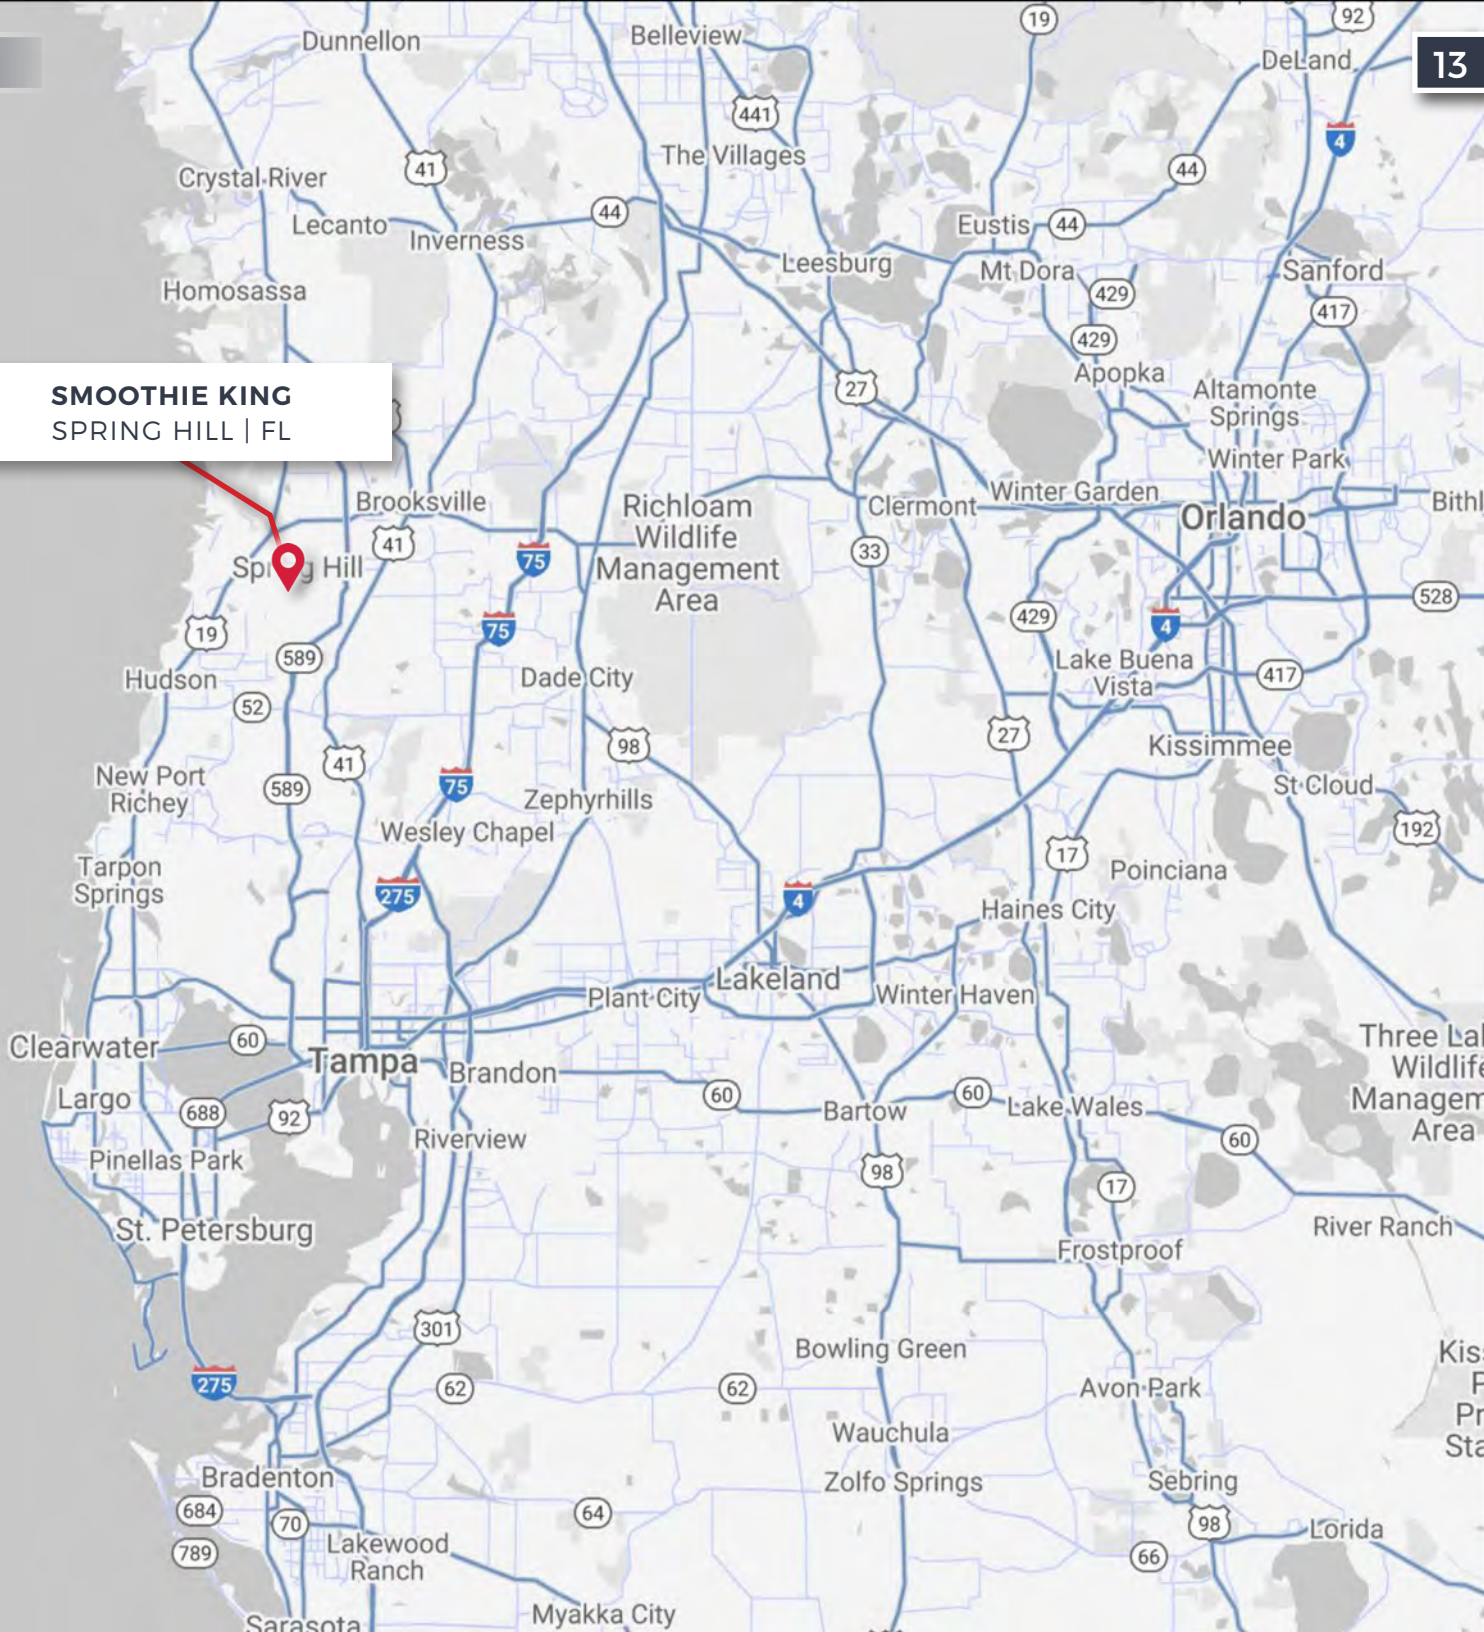 19
92
Dunnellon
Belleview
DeLand
13
441
4
41
The Villages
44
Crystal River
44
Lecanto
Inverness
Eustis
44
Leesburg
Mt Dora
Sanford
Homosassa
429
417
429
Apopka
27
Altamonte
Springs
SMOOTHIE KING
SPRING HILL | FL
Winter Park
Brooksville
Richloam
Wildlife
Management
Area
Clermont
Winter Garden
Orlando
41
33
75
Hill
528
19
75
429
4
589
Hudson
Dade City
Lake Buena
Vista
417
52
98
27
Kissimmee
41
New Port
Richey
589
75
Zephyrhills
St Cloud
Wesley Chapel
192
Tarpon
Springs
17
Poinciana
275
4
Haines City
Lakeland
Plant City
Winter Haven
Clearwater
60
Tampa
Brandon
Three
Wildlife
Area
Largo
688
92
60
Bartow
60
Lake Wales
60
Riverview
Pinellas Park
98
17
St. Petersburg
River Ranch
Frostproof
301
Bowling Green
275
62
62
Avon Park
Wauchula
Bradenton
Zolfo Springs
Sebring
684
70
64
98
Lorida
789
Lakewood
Ranch
66
Myakka City
Sarasota